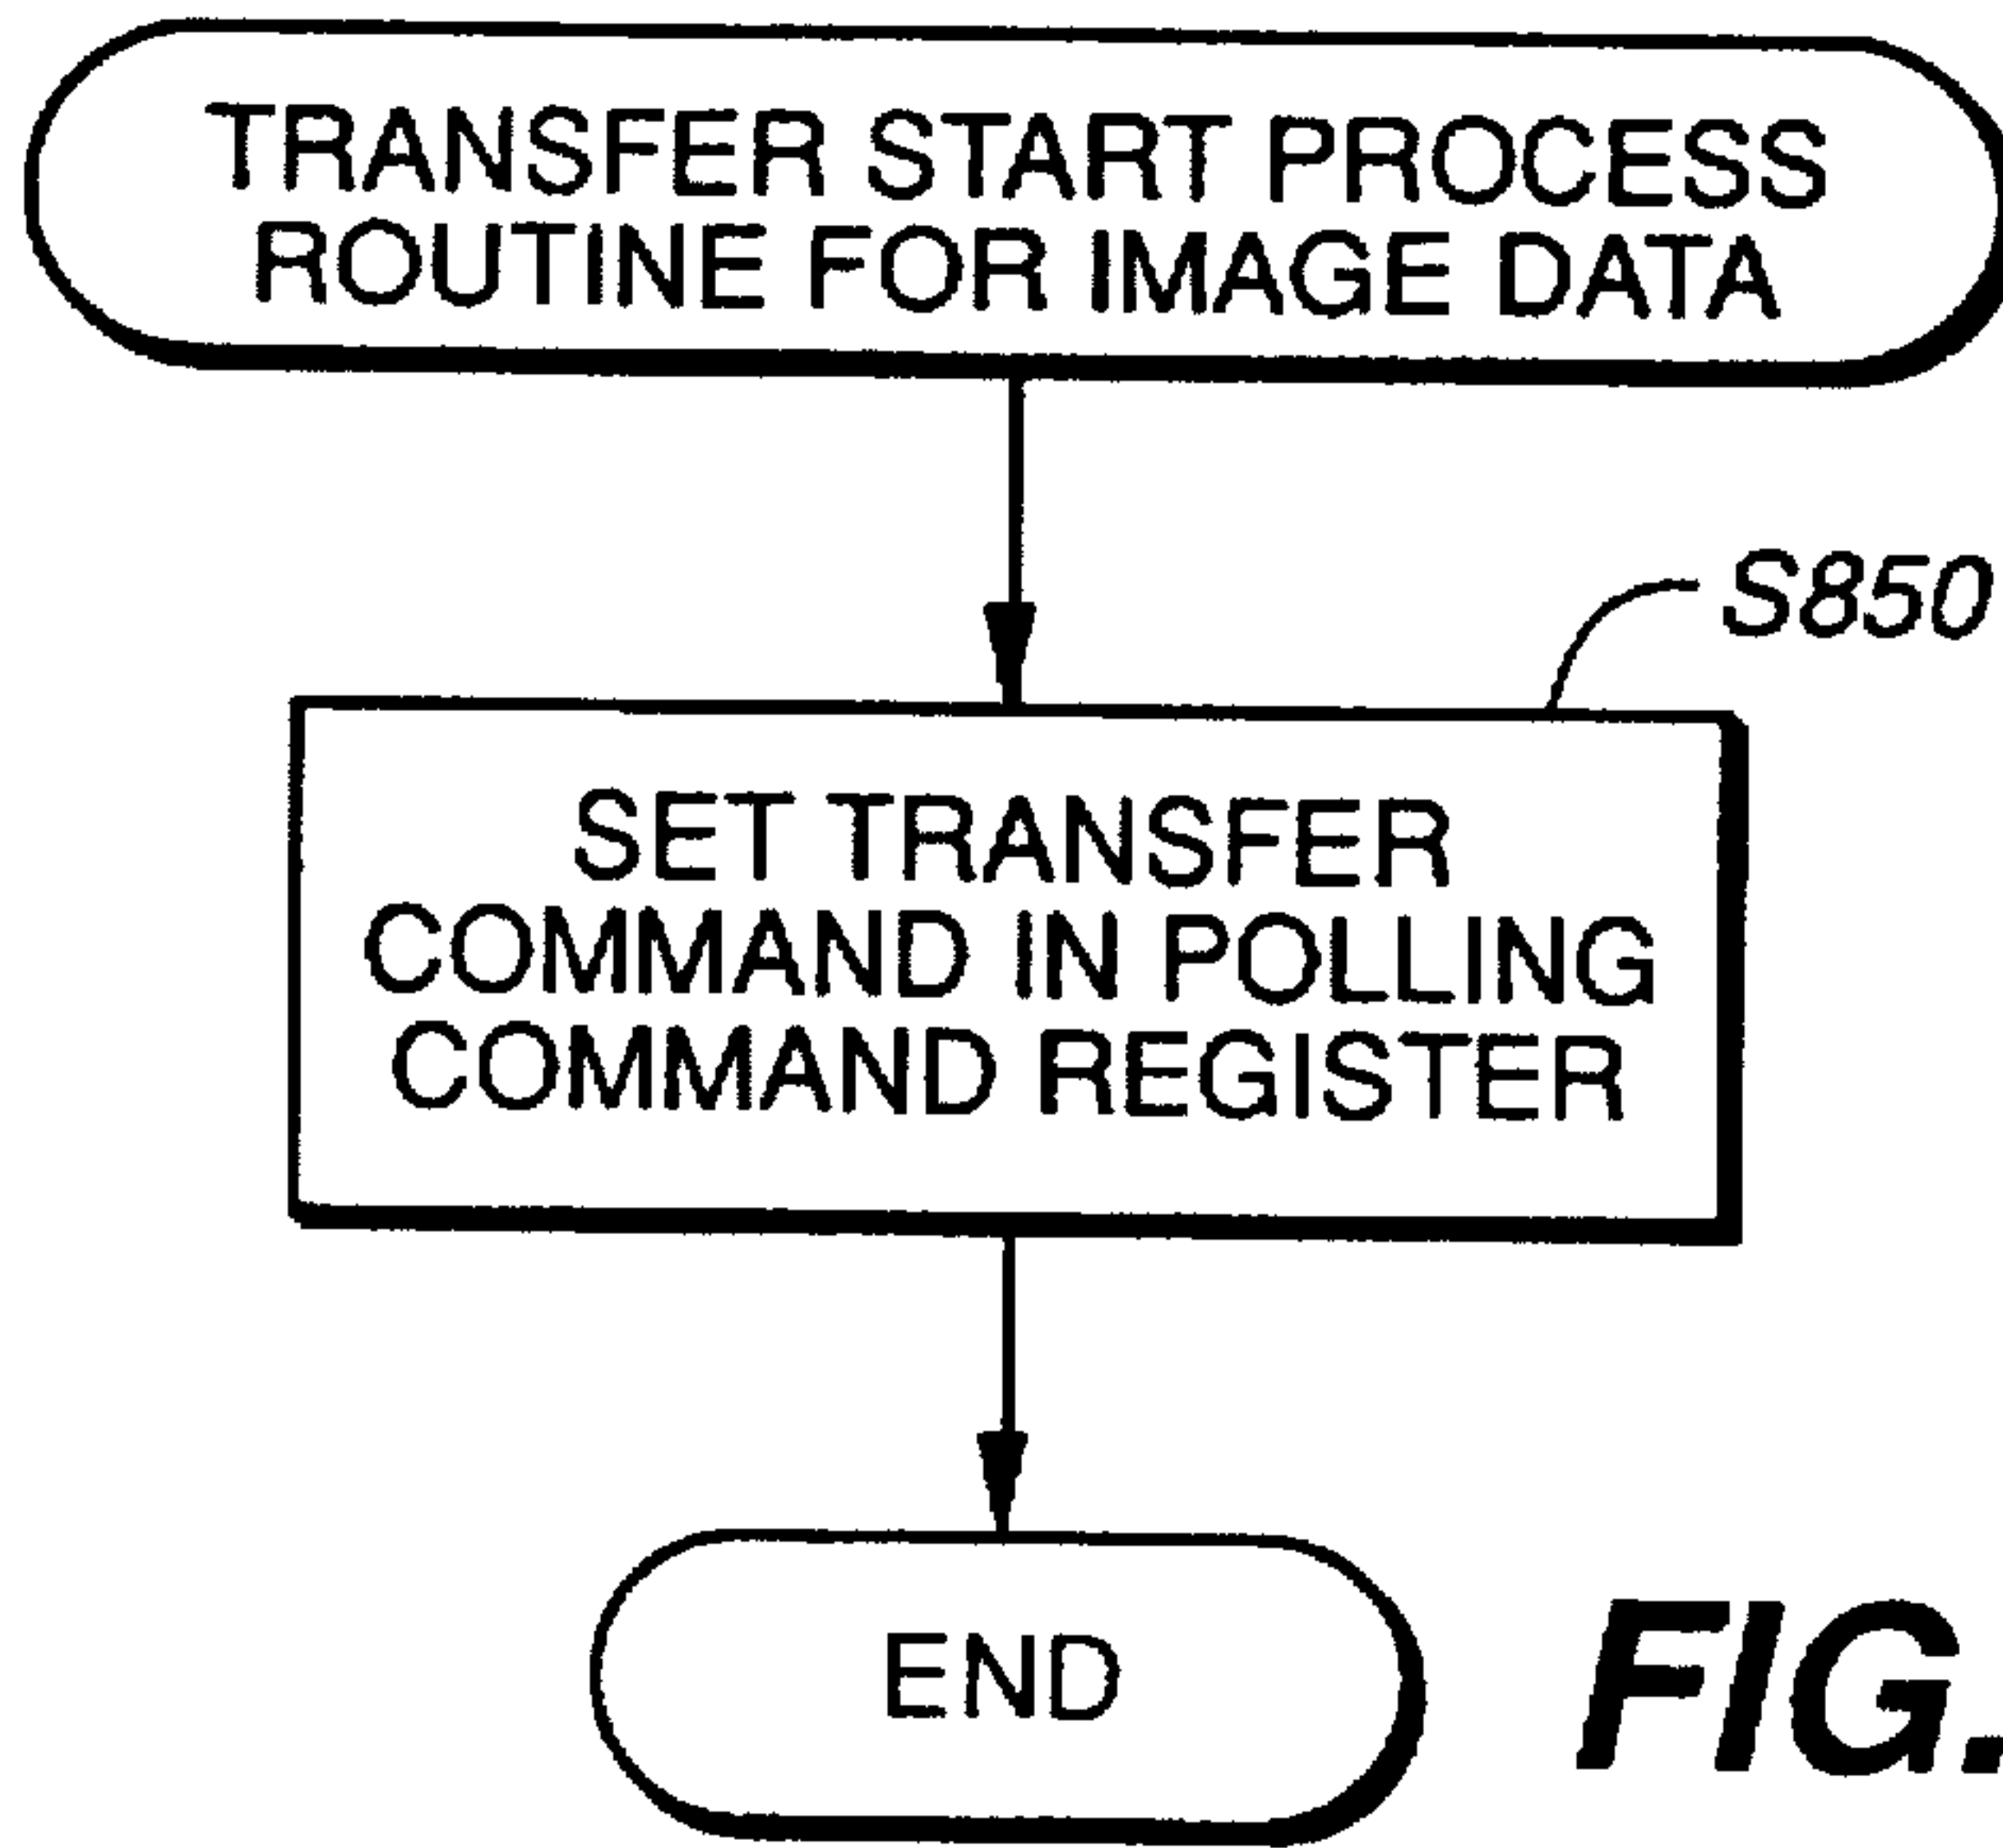 TRANSFER START PROCESS
ROUTINE FOR IMAGE DATA
S850
SET TRANSFER
COMMAND IN POLLING
COMMAND REGISTER
END
FIG.